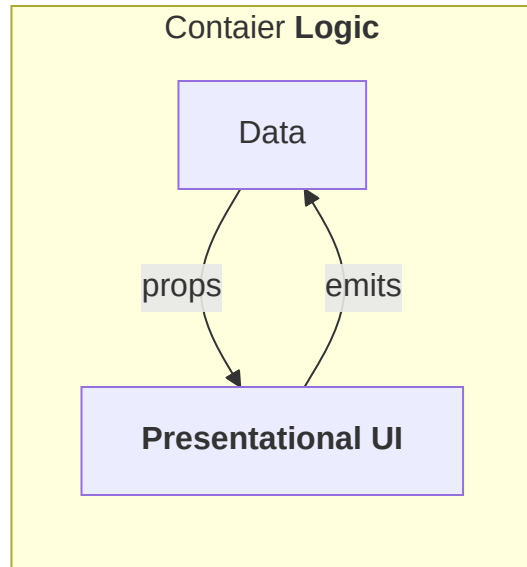 Contaier Logic
Data
props
emits
Presentational UI